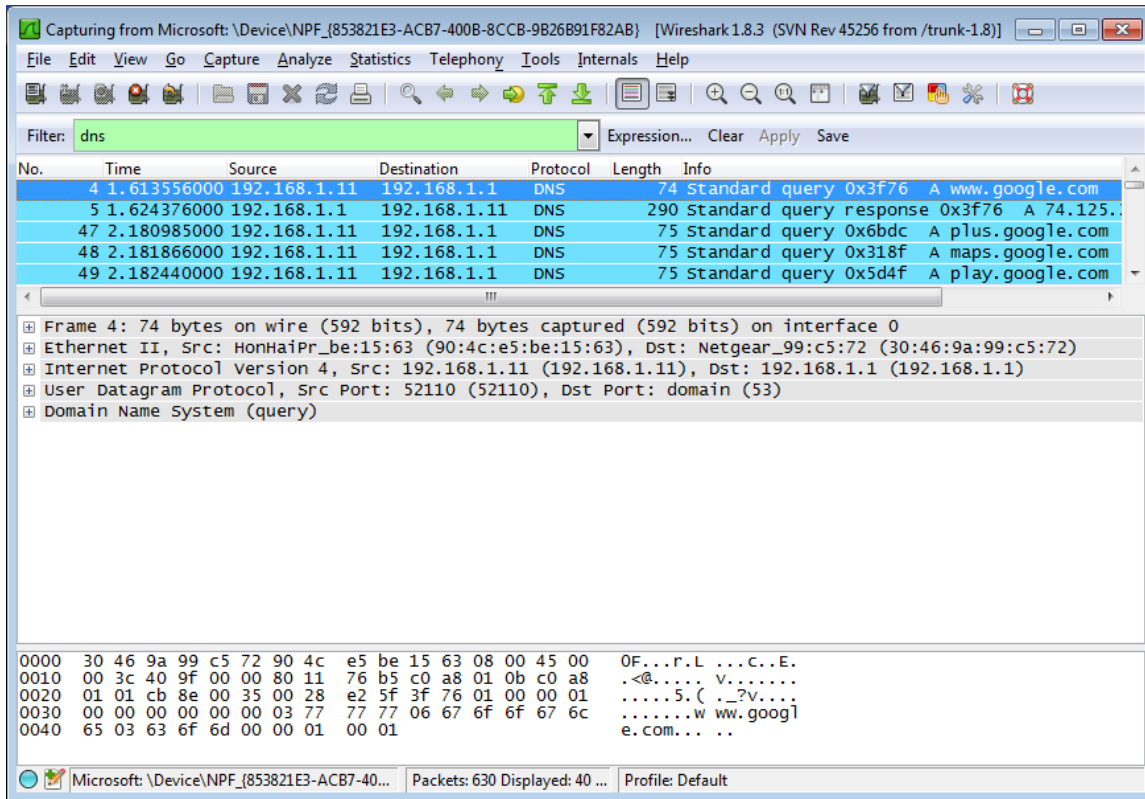 Capturing from Microsoft: \Device\NPF_{853821E3-ACB7-400B-8CCB-9B26B91F82AB} [Wireshark 1.8.3 (SVN Rev 45256 from /trunk-1.8)]
File Edit View Go Capture Analyze Statistics Telephony Tools Internals Help
Filter: dns Expression... Clear Apply Save
No. Time Source Destination Protocol Length Info
4 1.613556000 192.168.1.11 192.168.1.1 DNS 74 Standard query 0x3f76 A www.google.com
5 1.624376000 192.168.1.1 192.168.1.11 DNS 290 Standard query response 0x3f76 A 74.125.
47 2.180985000 192.168.1.11 192.168.1.1 DNS 75 Standard query 0x6bdc A plus.google.com
48 2.181866000 192.168.1.11 192.168.1.1 DNS 75 Standard query 0x318f A maps.google.com
49 2.182440000 192.168.1.11 192.168.1.1 DNS 75 Standard query 0x5d4f A play.google.com
Frame 4: 74 bytes on wire (592 bits), 74 bytes captured (592 bits) on interface 0
Ethernet II, Src: HonHaiPr_be:15:63 (90:4c:e5:be:15:63), Dst: Netgear_99:c5:72 (30:46:9a:99:c5:72)
Internet Protocol Version 4, Src: 192.168.1.11 (192.168.1.11), Dst: 192.168.1.1 (192.168.1.1)
User Datagram Protocol, Src Port: 52110 (52110), Dst Port: domain (53)
Domain Name System (query)
0000 30 46 9a 99 c5 72 90 4c e5 be 15 63 08 00 45 00 0F...r.L ...c..E.
0010 00 3c 40 9f 00 00 80 11 76 b5 c0 a8 01 0b c0 a8 .<@..... v.......
0020 01 01 cb 8e 00 35 00 28 e2 5f 3f 76 01 00 00 01 .....5.( ._?v....
0030 00 00 00 00 00 00 03 77 77 77 06 67 6f 6f 67 6c .......w ww.googl
0040 65 03 63 6f 6d 00 00 01 00 01 e.com... ..
Microsoft: \Device\NPF_{853821E3-ACB7-40... Packets: 630 Displayed: 40 ... Profile: Default